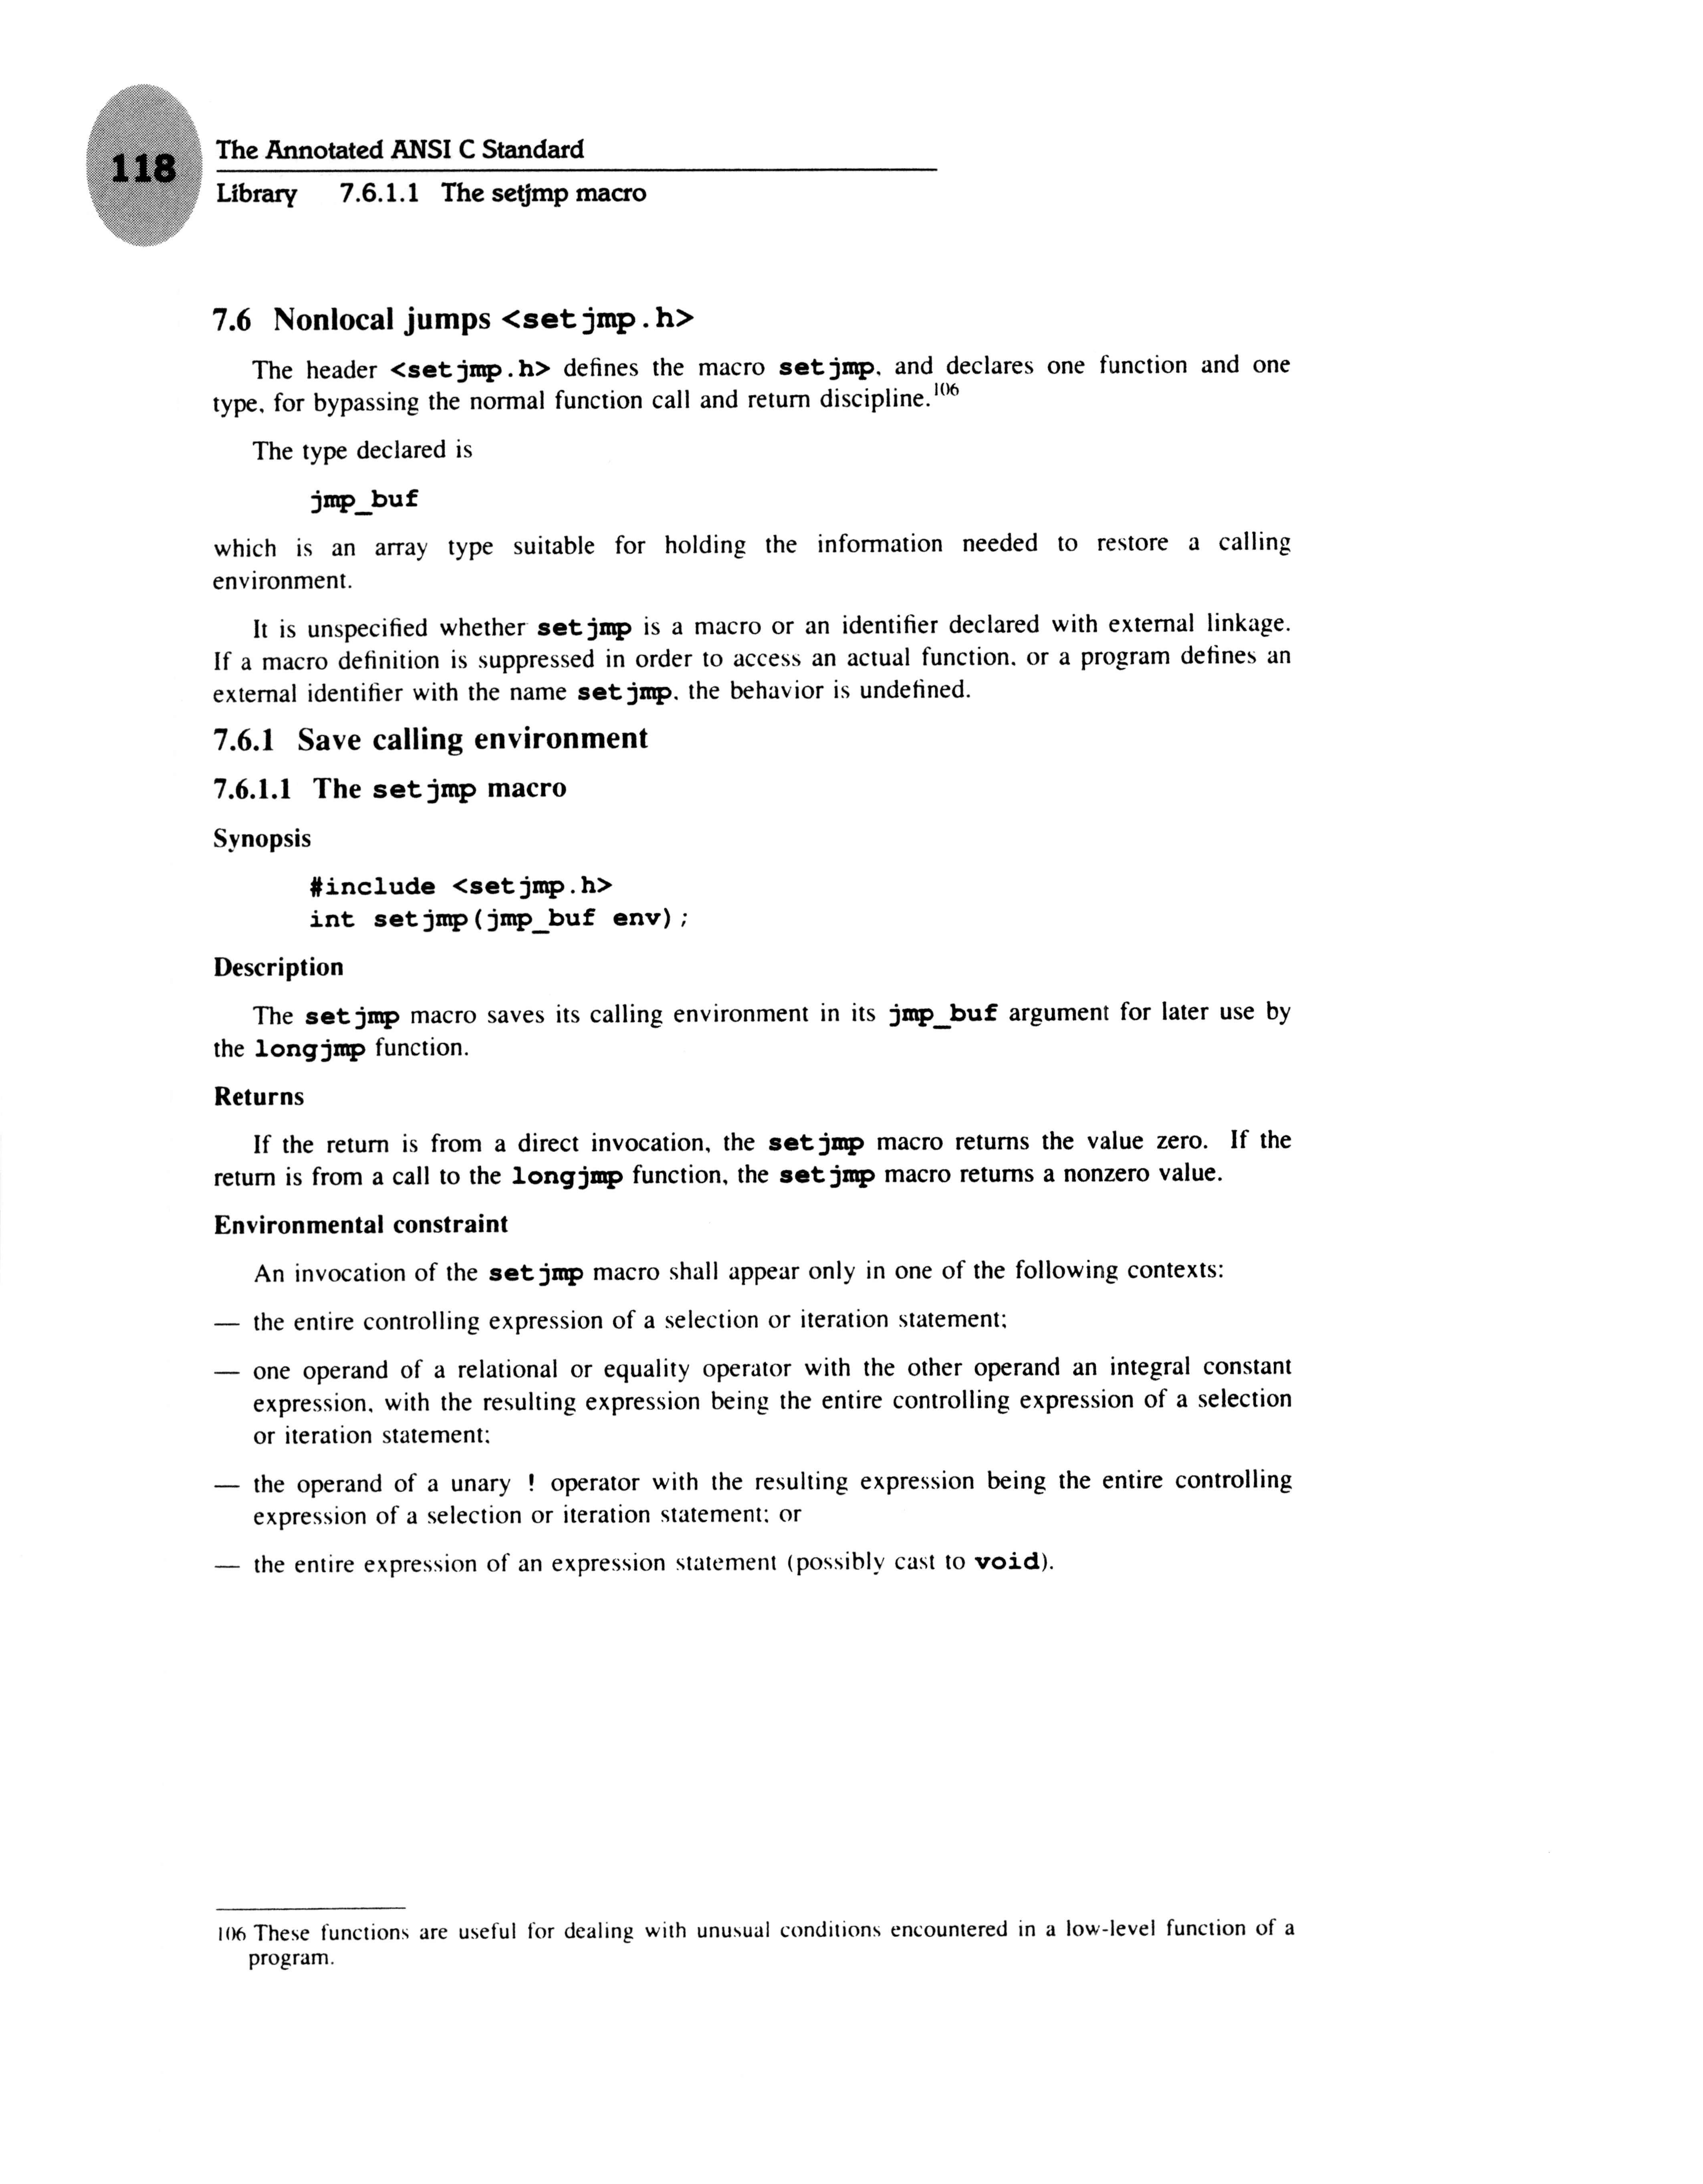 118
The Annotated ANSI C Standard
Library 7.6.1.1 The setjmp macro
7.6 Nonlocal jumps <setjmp.h>
The header <setjmp.h> defines the macro setjmp, and declares one function and one
type, for bypassing the normal function call and return discipline.106
The type declared is
jmp_buf
which is an array type suitable for holding the information needed to restore a calling
environment.
It is unspecified whether setjmp is a macro or an identifier declared with external linkage.
If a macro definition is suppressed in order to access an actual function, or a program defines an
external identifier with the name setjmp, the behavior is undefined.
7.6.1 Save calling environment
7.6.1.1 The setjmp macro
Synopsis
#include <setjmp.h>
int setjmp(jmp_buf env);
Description
The setjmp macro saves its calling environment in its jmp_buf argument for later use by
the longjmp function.
Returns
If the return is from a direct invocation, the setjmp macro returns the value zero. If the
return is from a call to the longjmp function, the setjmp macro returns a nonzero value.
Environmental constraint
An invocation of the setjmp macro shall appear only in one of the following contexts:
— the entire controlling expression of a selection or iteration statement;
— one operand of a relational or equality operator with the other operand an integral constant
expression, with the resulting expression being the entire controlling expression of a selection
or iteration statement;
— the operand of a unary ! operator with the resulting expression being the entire controlling
expression of a selection or iteration statement; or
— the entire expression of an expression statement (possibly cast to void).
106 These functions are useful for dealing with unusual conditions encountered in a low-level function of a
program.